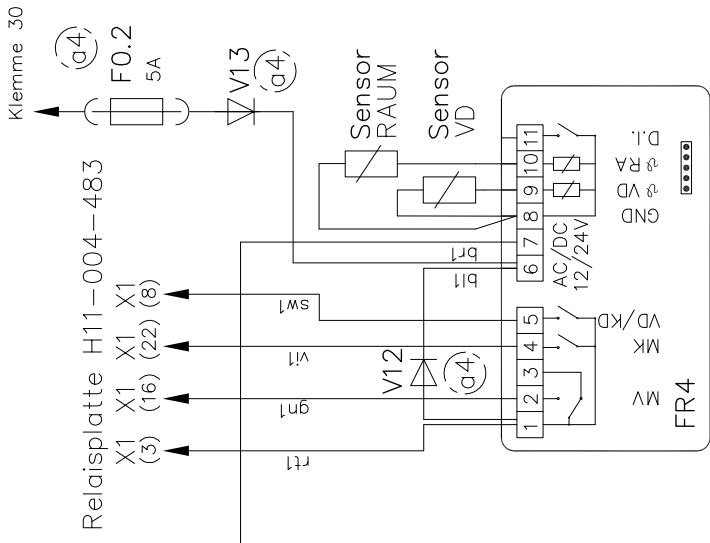 Klemme 30
a4
F0.2
5A
V13
a4
Relaisplatte H11-004-483
X1
(3)
X1
(16)
X1
(22)
X1
(8)
Sensor
RAUM
Sensor
VD
rt1
gn1
vi1
sw1
bl1
br1
V12
a4
1
2
3
4
5
6
7
8
9
10
11
MV
MK
VD/KD
AC/DC
12/24V
GND
ϑ VD
ϑ RA
D.I.
FR4